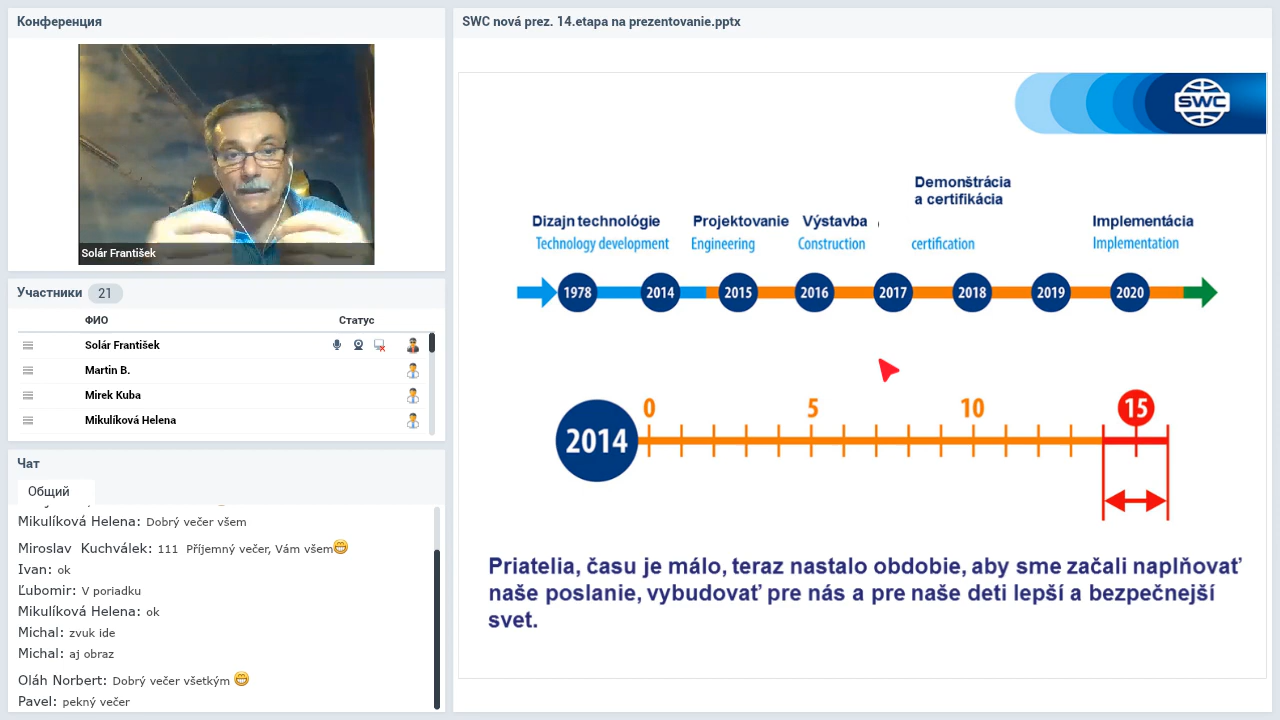 Конференция
Solár František
Участники 21
ФИО Статус
Solár František
Martin B.
Mirek Kuba
Mikulíková Helena
Чат
Общий
Mikulíková Helena: Dobrý večer všem
Miroslav Kuchválek: 111 Příjemný večer, Vám všem
Ivan: ok
Ľubomir: V poriadku
Mikulíková Helena: ok
Michal: zvuk ide
Michal: aj obraz
Oláh Norbert: Dobrý večer všetkým
Pavel: pekný večer
SWC nová prez. 14.etapa na prezentovanie.pptx
SWC
Demonštrácia
a certifikácia
Dizajn technológie Projektovanie Výstavba Implementácia
Technology development Engineering Construction certification Implementation
1978 2014 2015 2016 2017 2018 2019 2020
0 5 10 15
2014
Priatelia, času je málo, teraz nastalo obdobie, aby sme začali naplňovať
naše poslanie, vybudovať pre nás a pre naše deti lepší a bezpečnejší
svet.